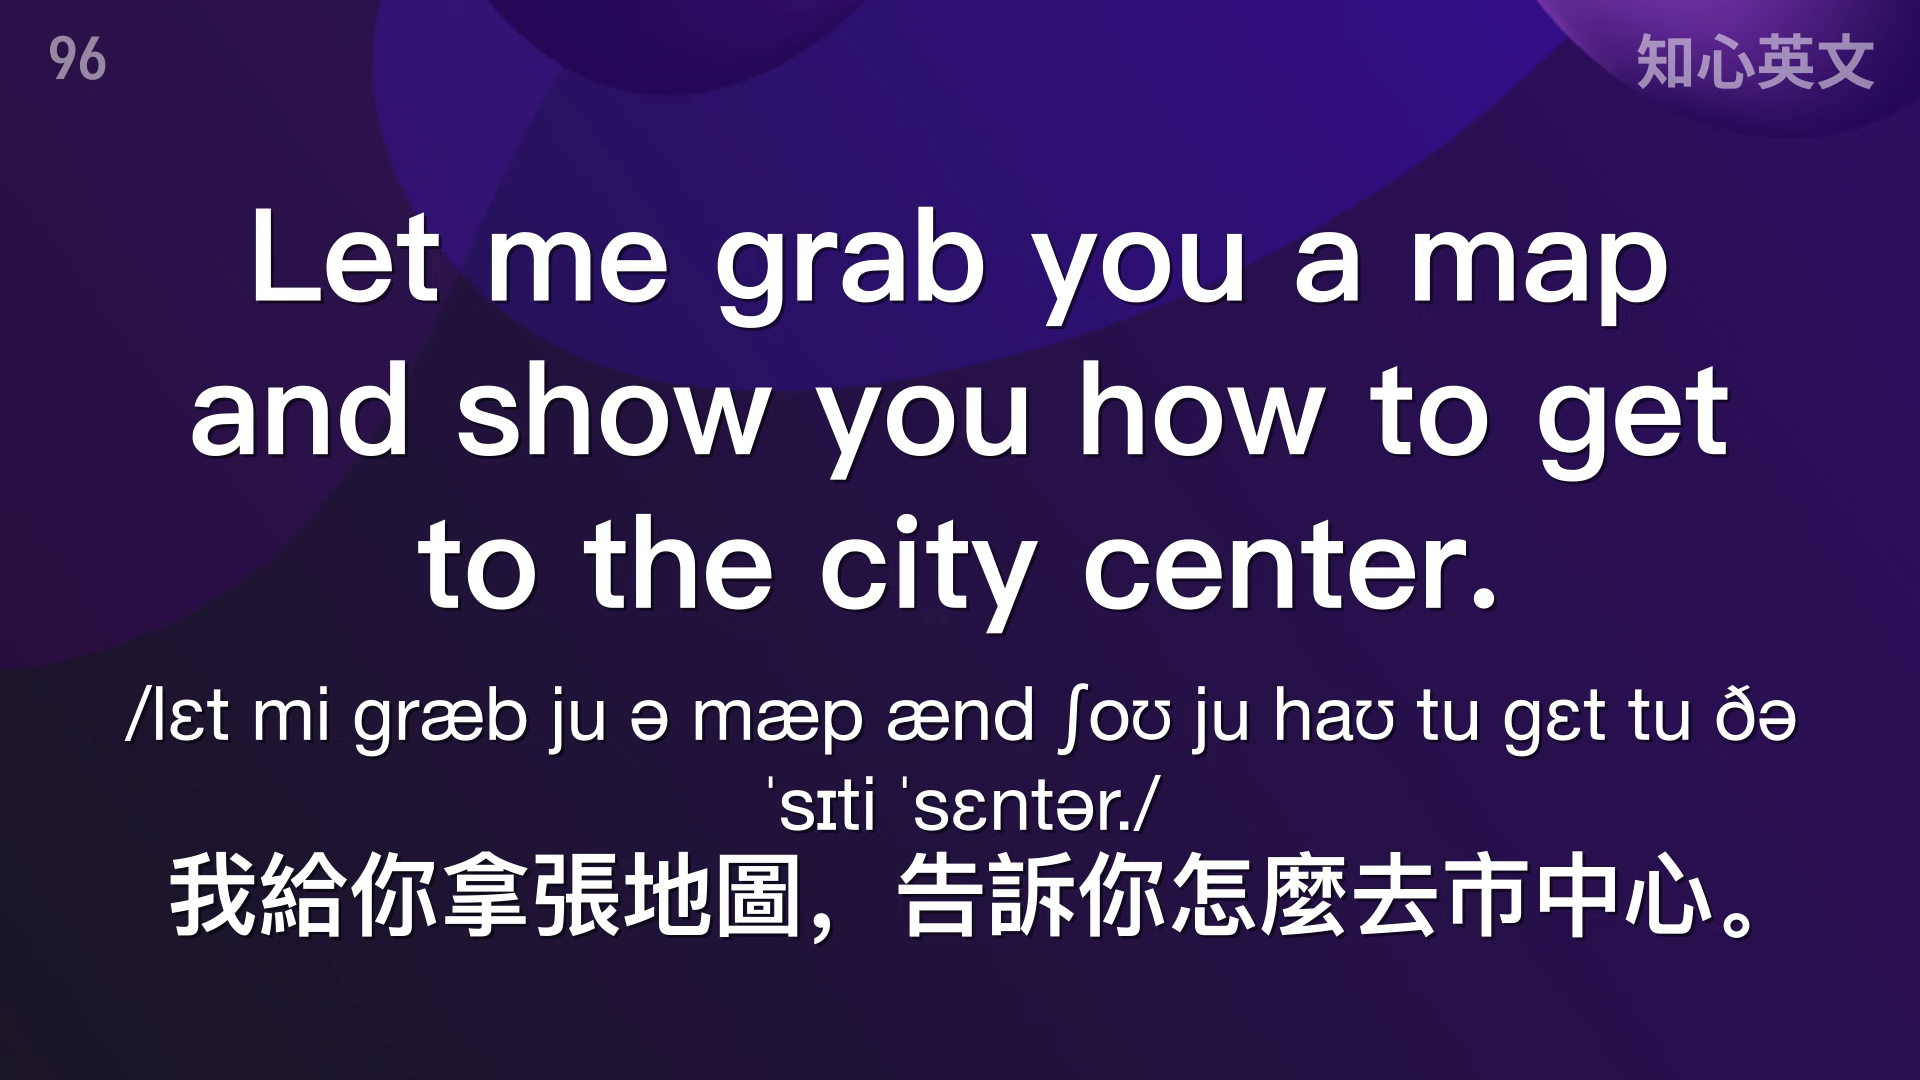 96
知心英文
Let me grab you a map
and show you how to get
to the city center.
/lɛt mi græb ju ə mæp ænd ʃoʊ ju haʊ tu gɛt tu ðə
ˈsɪti ˈsɛntər./
我給你拿張地圖，告訴你怎麼去市中心。